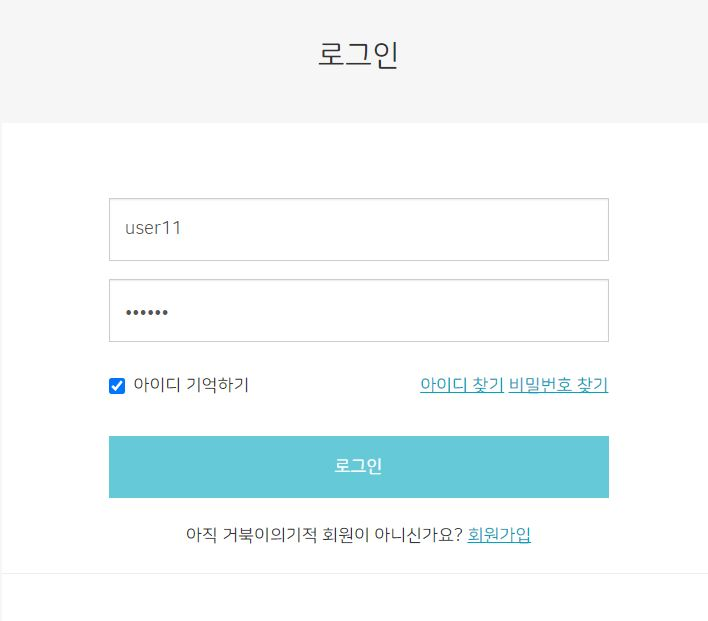 로그인
user11
••••••
아이디 기억하기 아이디 찾기 비밀번호 찾기
로그인
아직 거북이의기적 회원이 아니신가요? 회원가입